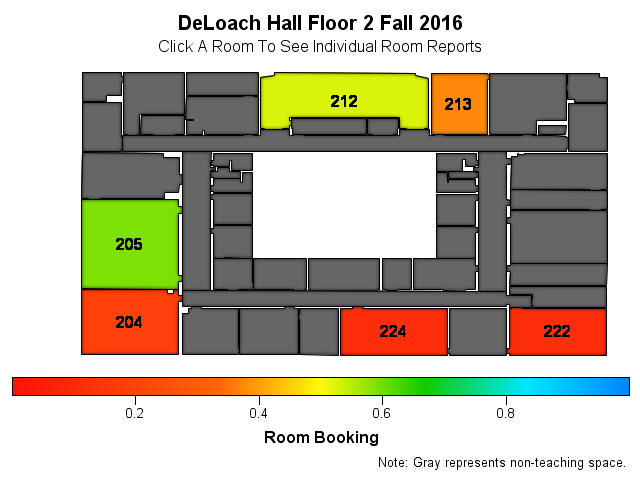 DeLoach Hall Floor 2 Fall 2016
Click A Room To See Individual Room Reports
212
213
205
204
224
222
0.2 0.4 0.6 0.8
Room Booking
Note: Gray represents non-teaching space.